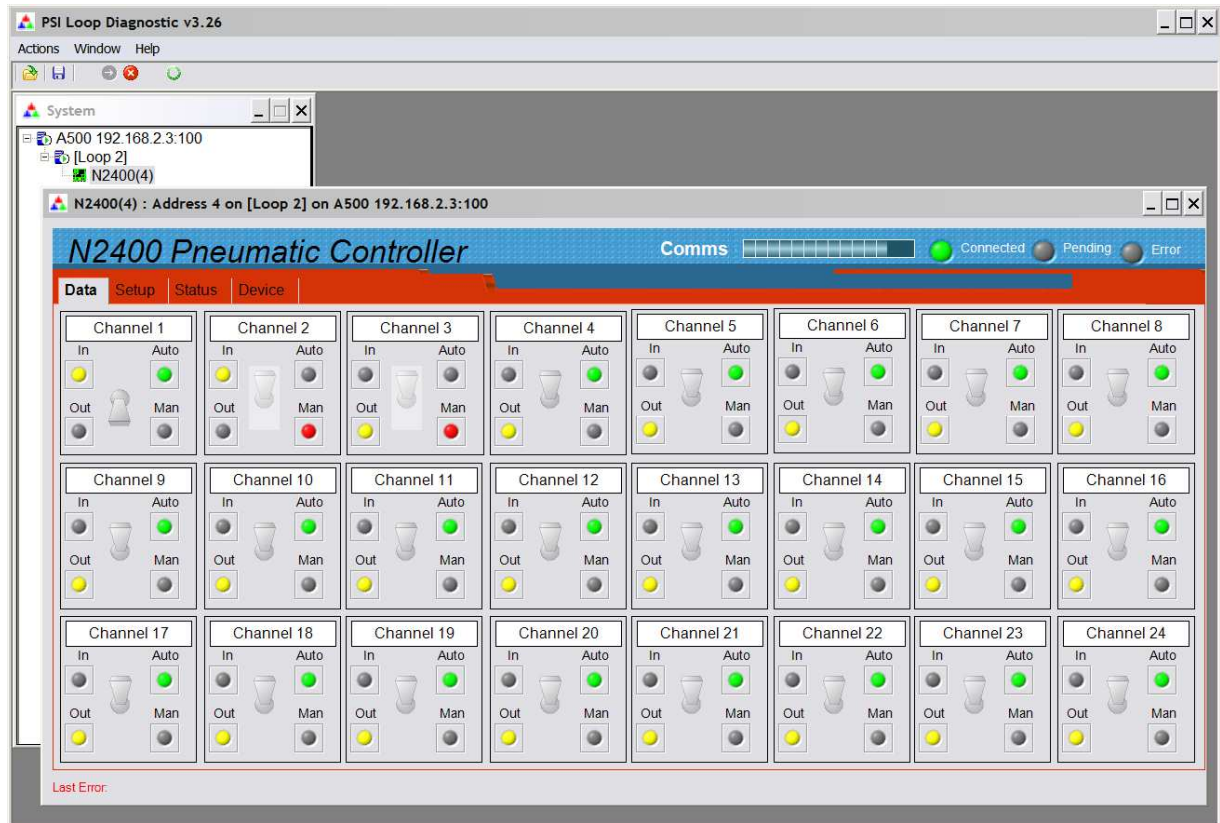 PSI Loop Diagnostic v3.26
Actions Window Help
System
A500 192.168.2.3:100
[Loop 2]
N2400(4)
N2400(4) : Address 4 on [Loop 2] on A500 192.168.2.3:100
N2400 Pneumatic Controller Comms Connected Pending Error
Data Setup Status Device
Channel 1 Channel 2 Channel 3 Channel 4 Channel 5 Channel 6 Channel 7 Channel 8
In Auto In Auto In Auto In Auto In Auto In Auto In Auto In Auto
Out Man Out Man Out Man Out Man Out Man Out Man Out Man Out Man
Channel 9 Channel 10 Channel 11 Channel 12 Channel 13 Channel 14 Channel 15 Channel 16
In Auto In Auto In Auto In Auto In Auto In Auto In Auto In Auto
Out Man Out Man Out Man Out Man Out Man Out Man Out Man Out Man
Channel 17 Channel 18 Channel 19 Channel 20 Channel 21 Channel 22 Channel 23 Channel 24
In Auto In Auto In Auto In Auto In Auto In Auto In Auto In Auto
Out Man Out Man Out Man Out Man Out Man Out Man Out Man Out Man
Last Error: